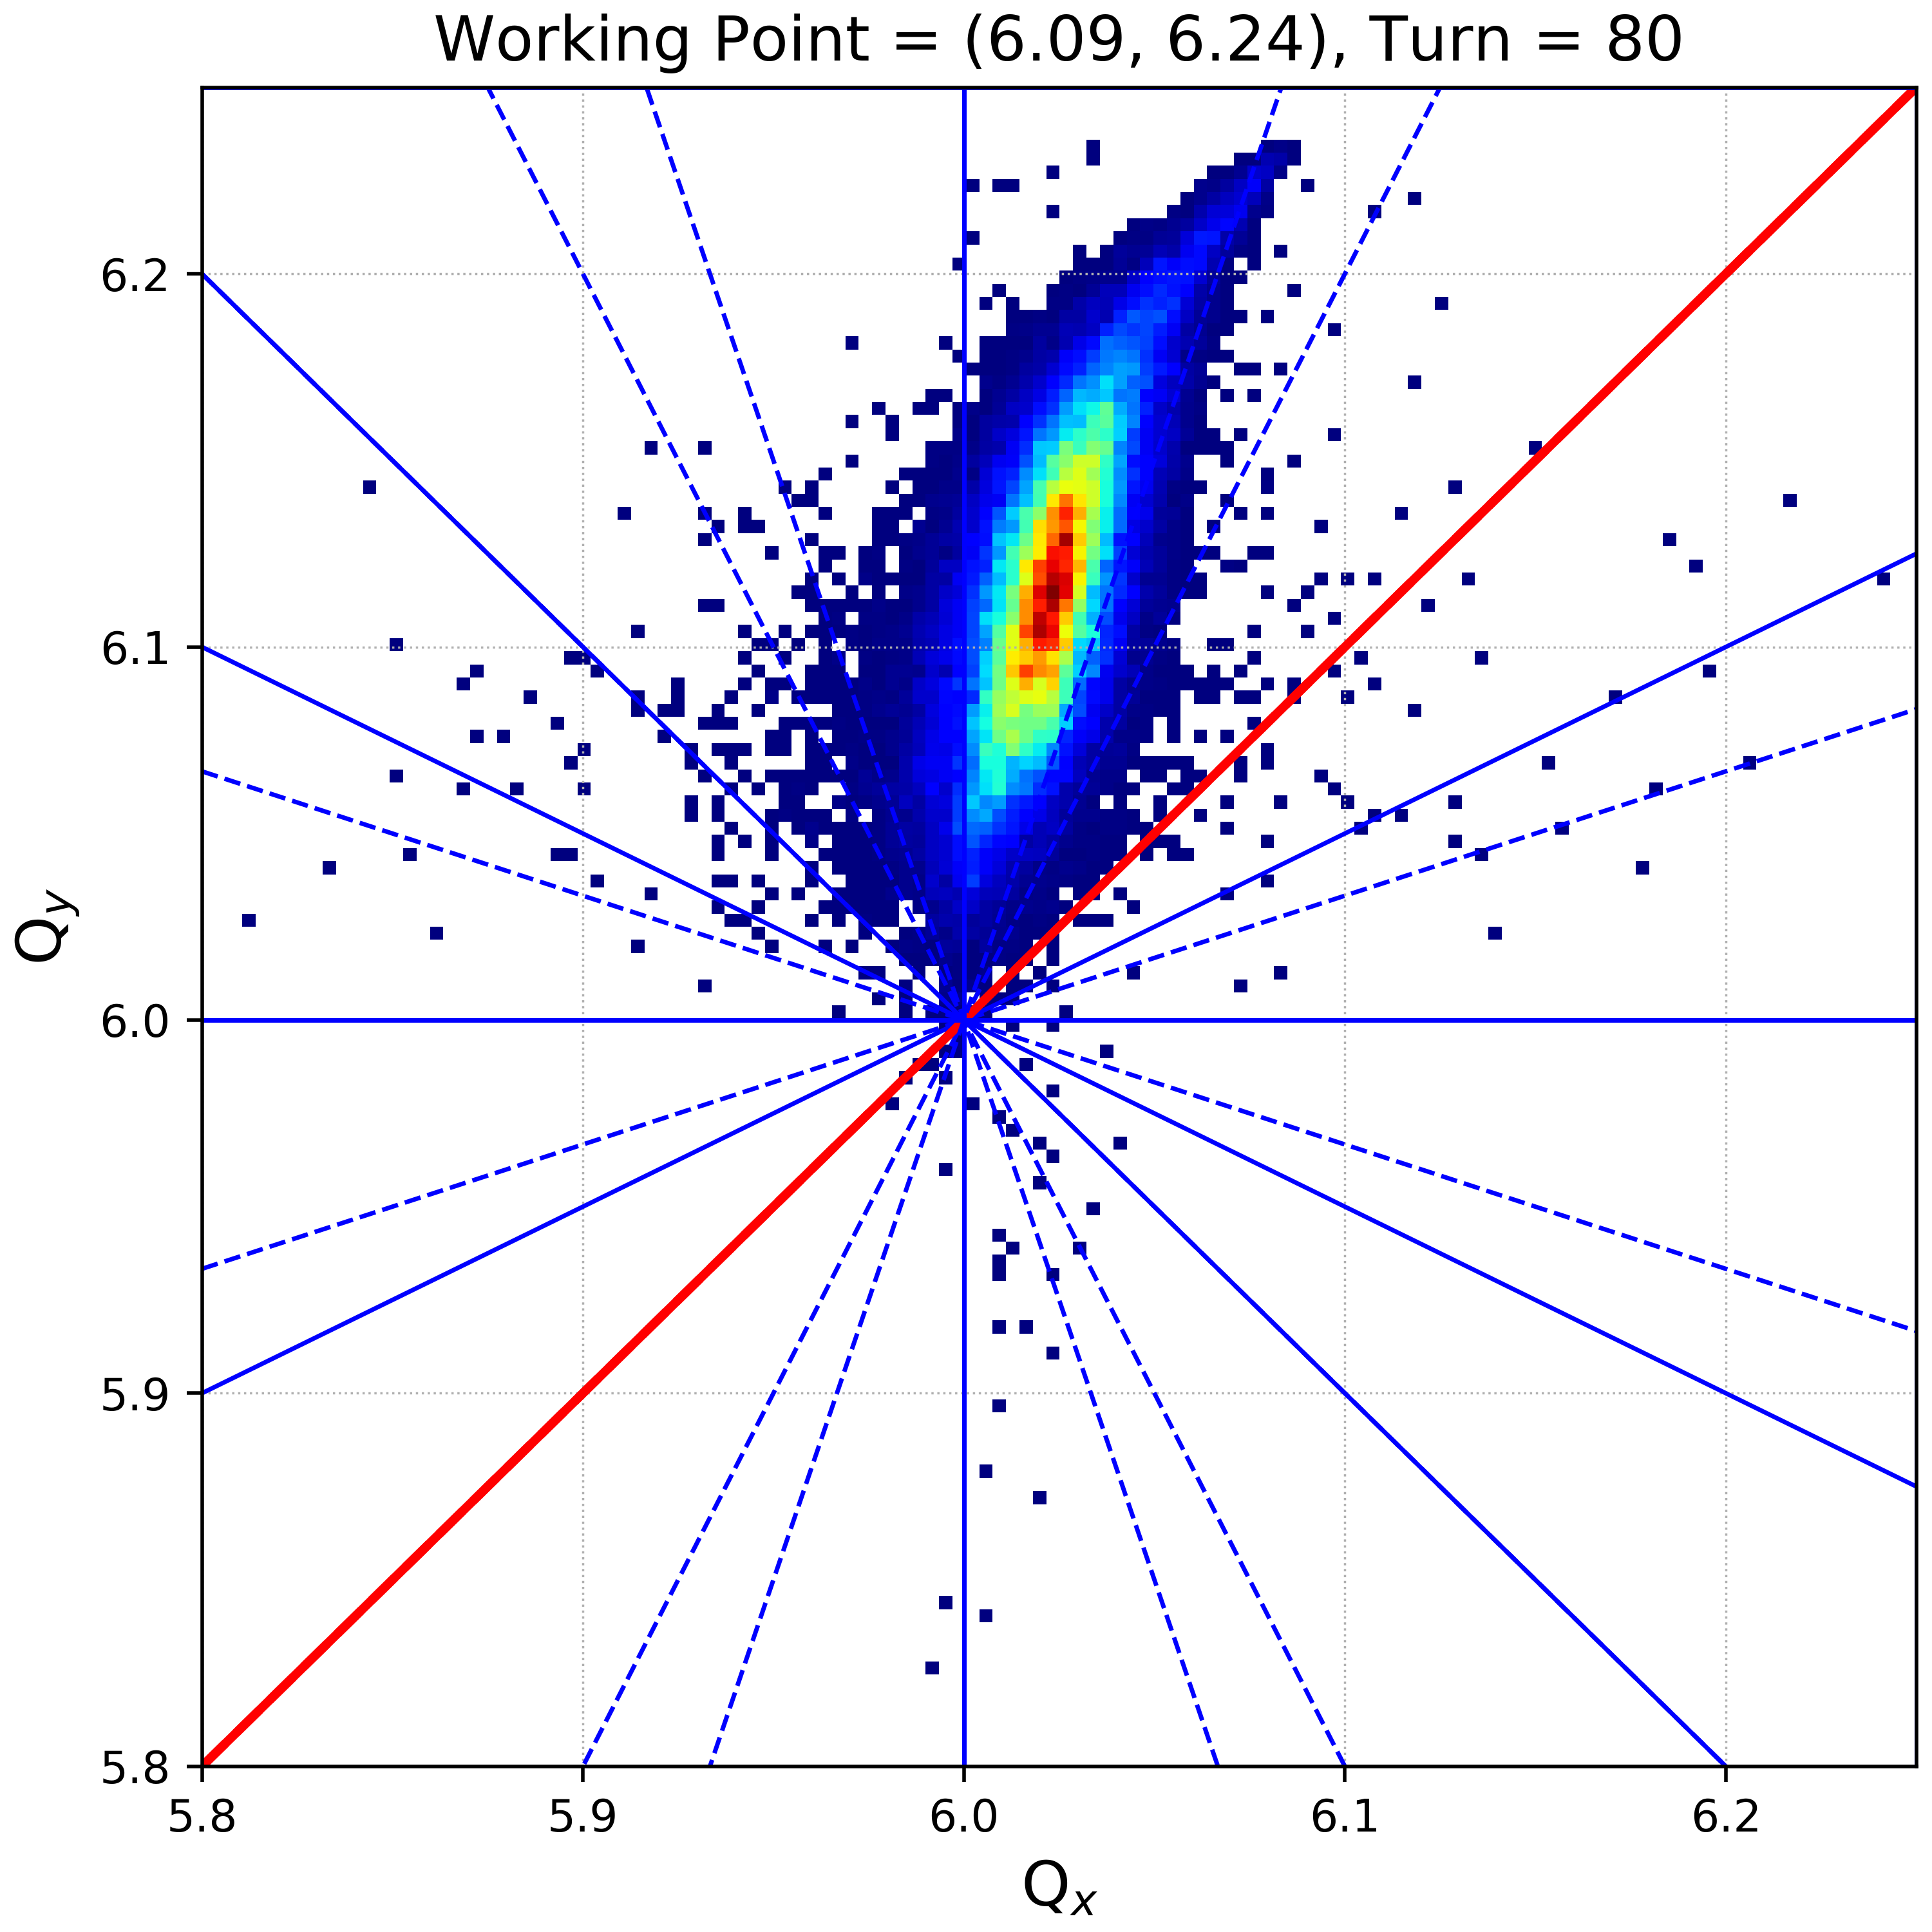 Working Point = (6.09, 6.24), Turn = 80
6.2
6.1
6.0
5.9
5.8
Qy
5.8 5.9 6.0 6.1 6.2
Qx